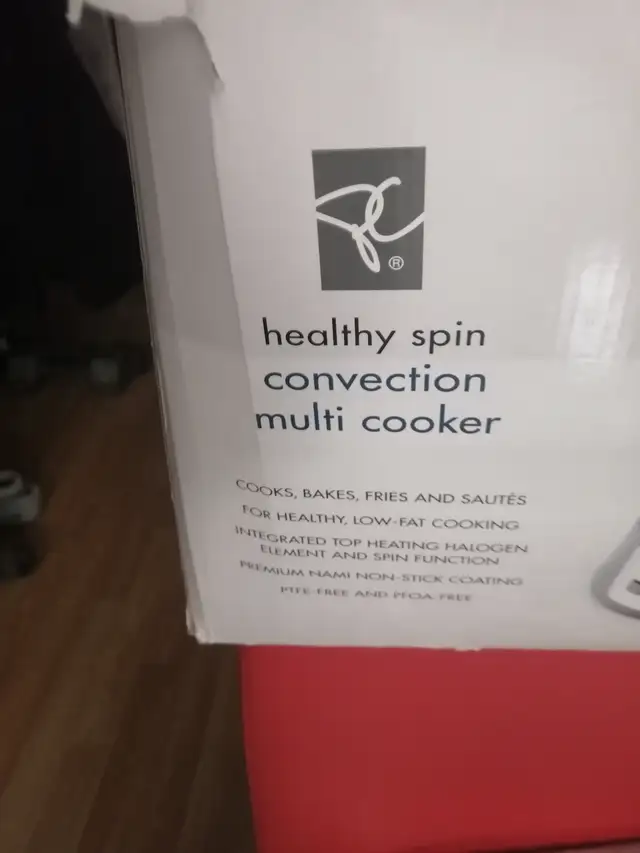 PC®
healthy spin
convection
multi cooker
COOKS, BAKES, FRIES AND SAUTÉS
FOR HEALTHY, LOW-FAT COOKING
INTEGRATED TOP HEATING HALOGEN
ELEMENT AND SPIN FUNCTION
PREMIUM NAMI NON-STICK COATING
PTFE-FREE AND PFOA-FREE